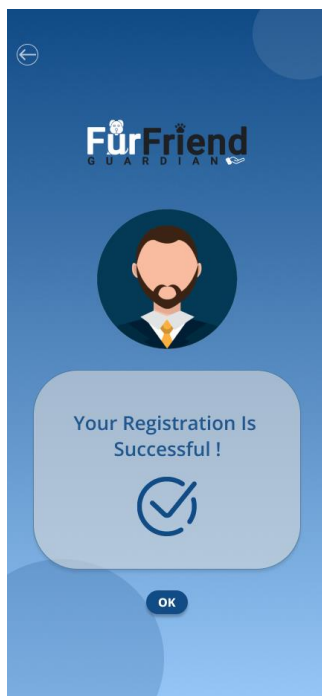 FurFriend
GUARDIAN
Your Registration Is
Successful !
OK